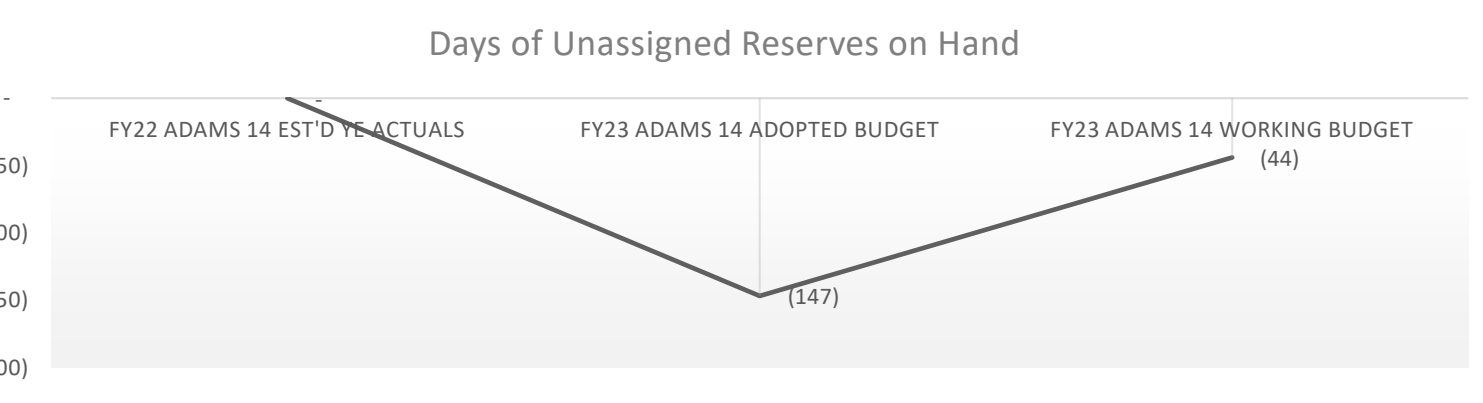 Days of Unassigned Reserves on Hand
- -
FY22 ADAMS 14 EST'D YE ACTUALS FY23 ADAMS 14 ADOPTED BUDGET FY23 ADAMS 14 WORKING BUDGET
50) (44)
00)
50) (147)
00)